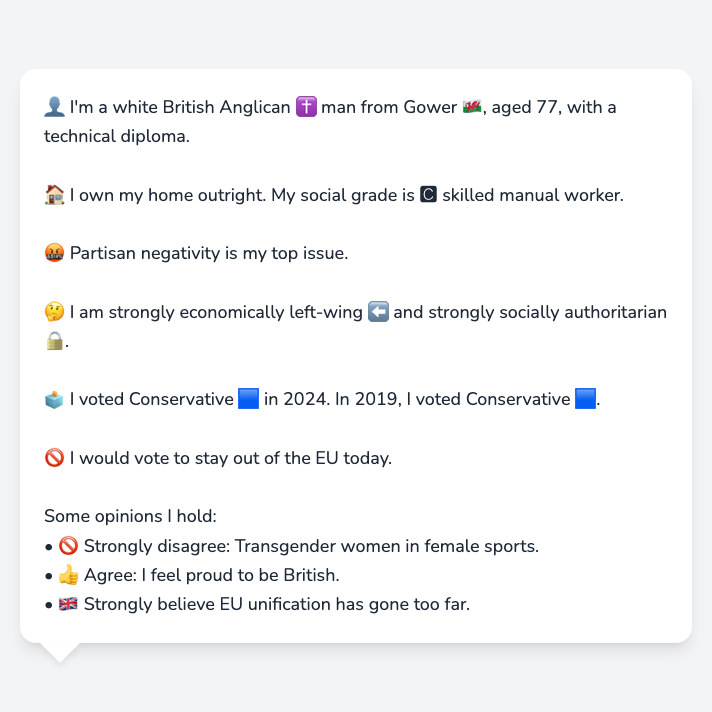 👤 I'm a white British Anglican ✝️ man from Gower 🏴󠁧󠁢󠁷󠁬󠁳󠁿, aged 77, with a
technical diploma.
🏠 I own my home outright. My social grade is 🅲 skilled manual worker.
🤬 Partisan negativity is my top issue.
🤔 I am strongly economically left-wing ⬅️ and strongly socially authoritarian
🔒.
🗳️ I voted Conservative 🟦 in 2024. In 2019, I voted Conservative 🟦.
🚫 I would vote to stay out of the EU today.
Some opinions I hold:
• 🚫 Strongly disagree: Transgender women in female sports.
• 👍 Agree: I feel proud to be British.
• 🇬🇧 Strongly believe EU unification has gone too far.